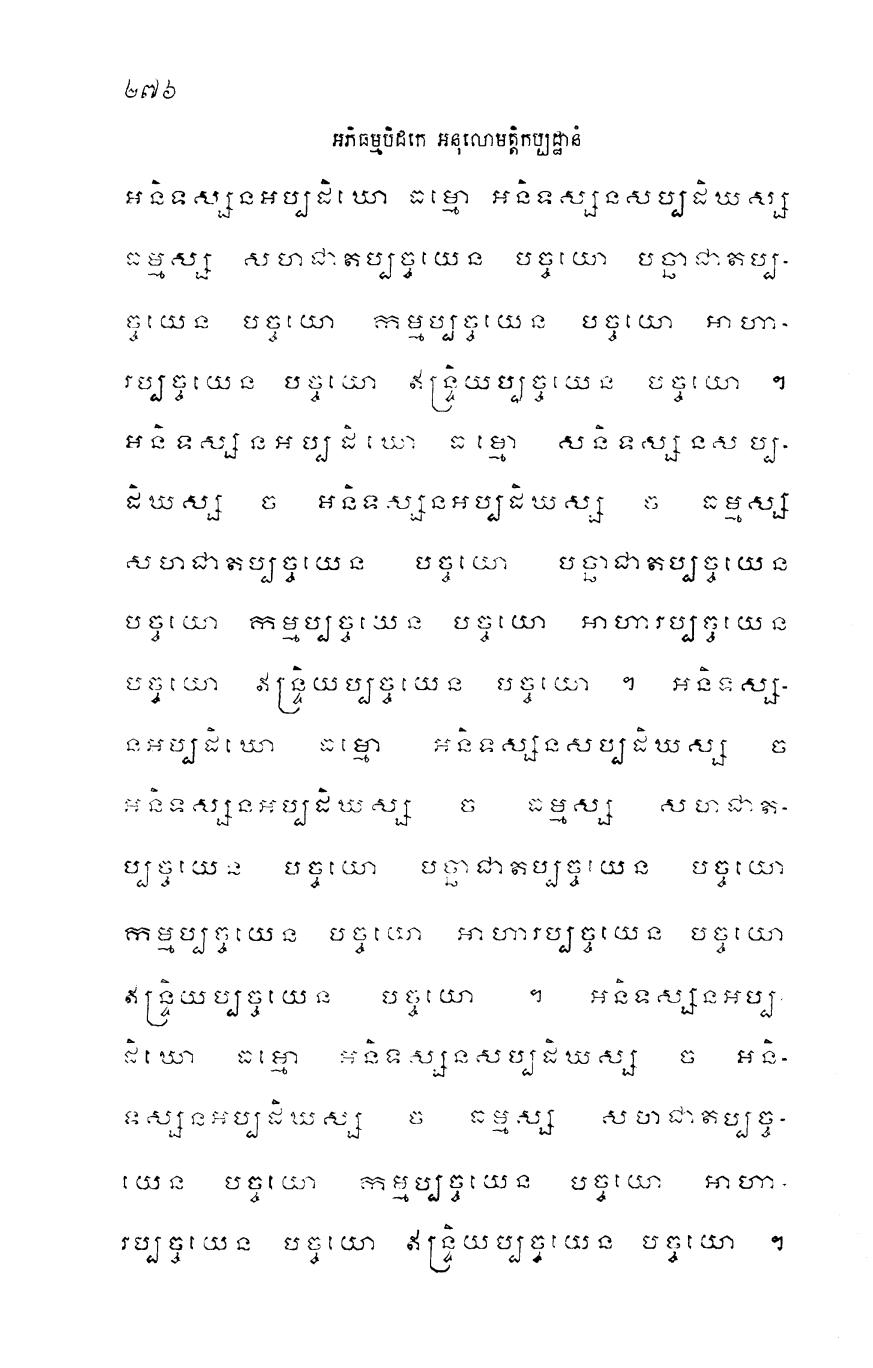 ២៧៦
អភិធម្មបិដកេ អនុលោមត្តិកប្បដ្ឋានំ
អនិទស្សនអប្បដិឃោ ធម្មោ អនិទស្សនសប្បដិឃស្ស
ធម្មស្ស សហជាតប្បច្ចយេន បច្ចយោ បច្ឆាជាតប្ប-
ច្ចយេន បច្ចយោ កម្មប្បច្ចយេន បច្ចយោ អាហា-
រប្បច្ចយេន បច្ចយោ ឥន្ទ្រិយប្បច្ចយេន បច្ចយោ ។
អនិទស្សនអប្បដិឃោ ធម្មោ សនិទស្សនសប្ប-
ដិឃស្ស ច អនិទស្សនអប្បដិឃស្ស ច ធម្មស្ស
សហជាតប្បច្ចយេន បច្ចយោ បច្ឆាជាតប្បច្ចយេន
បច្ចយោ កម្មប្បច្ចយេន បច្ចយោ អាហារប្បច្ចយេន
បច្ចយោ ឥន្ទ្រិយប្បច្ចយេន បច្ចយោ ។ អនិទស្ស-
នអប្បដិឃោ ធម្មោ អនិទស្សនសប្បដិឃស្ស ច
អនិទស្សនអប្បដិឃស្ស ច ធម្មស្ស សហជាត-
ប្បច្ចយេន បច្ចយោ បច្ឆាជាតប្បច្ចយេន បច្ចយោ
កម្មប្បច្ចយេន បច្ចយោ អាហារប្បច្ចយេន បច្ចយោ
ឥន្ទ្រិយប្បច្ចយេន បច្ចយោ ។ អនិទស្សនអប្ប-
ដិឃោ ធម្មោ អនិទស្សនសប្បដិឃស្ស ច អនិ-
ទស្សនអប្បដិឃស្ស ច ធម្មស្ស សហជាតប្បច្ច-
យេន បច្ចយោ កម្មប្បច្ចយេន បច្ចយោ អាហា-
រប្បច្ចយេន បច្ចយោ ឥន្ទ្រិយប្បច្ចយេន បច្ចយោ ។